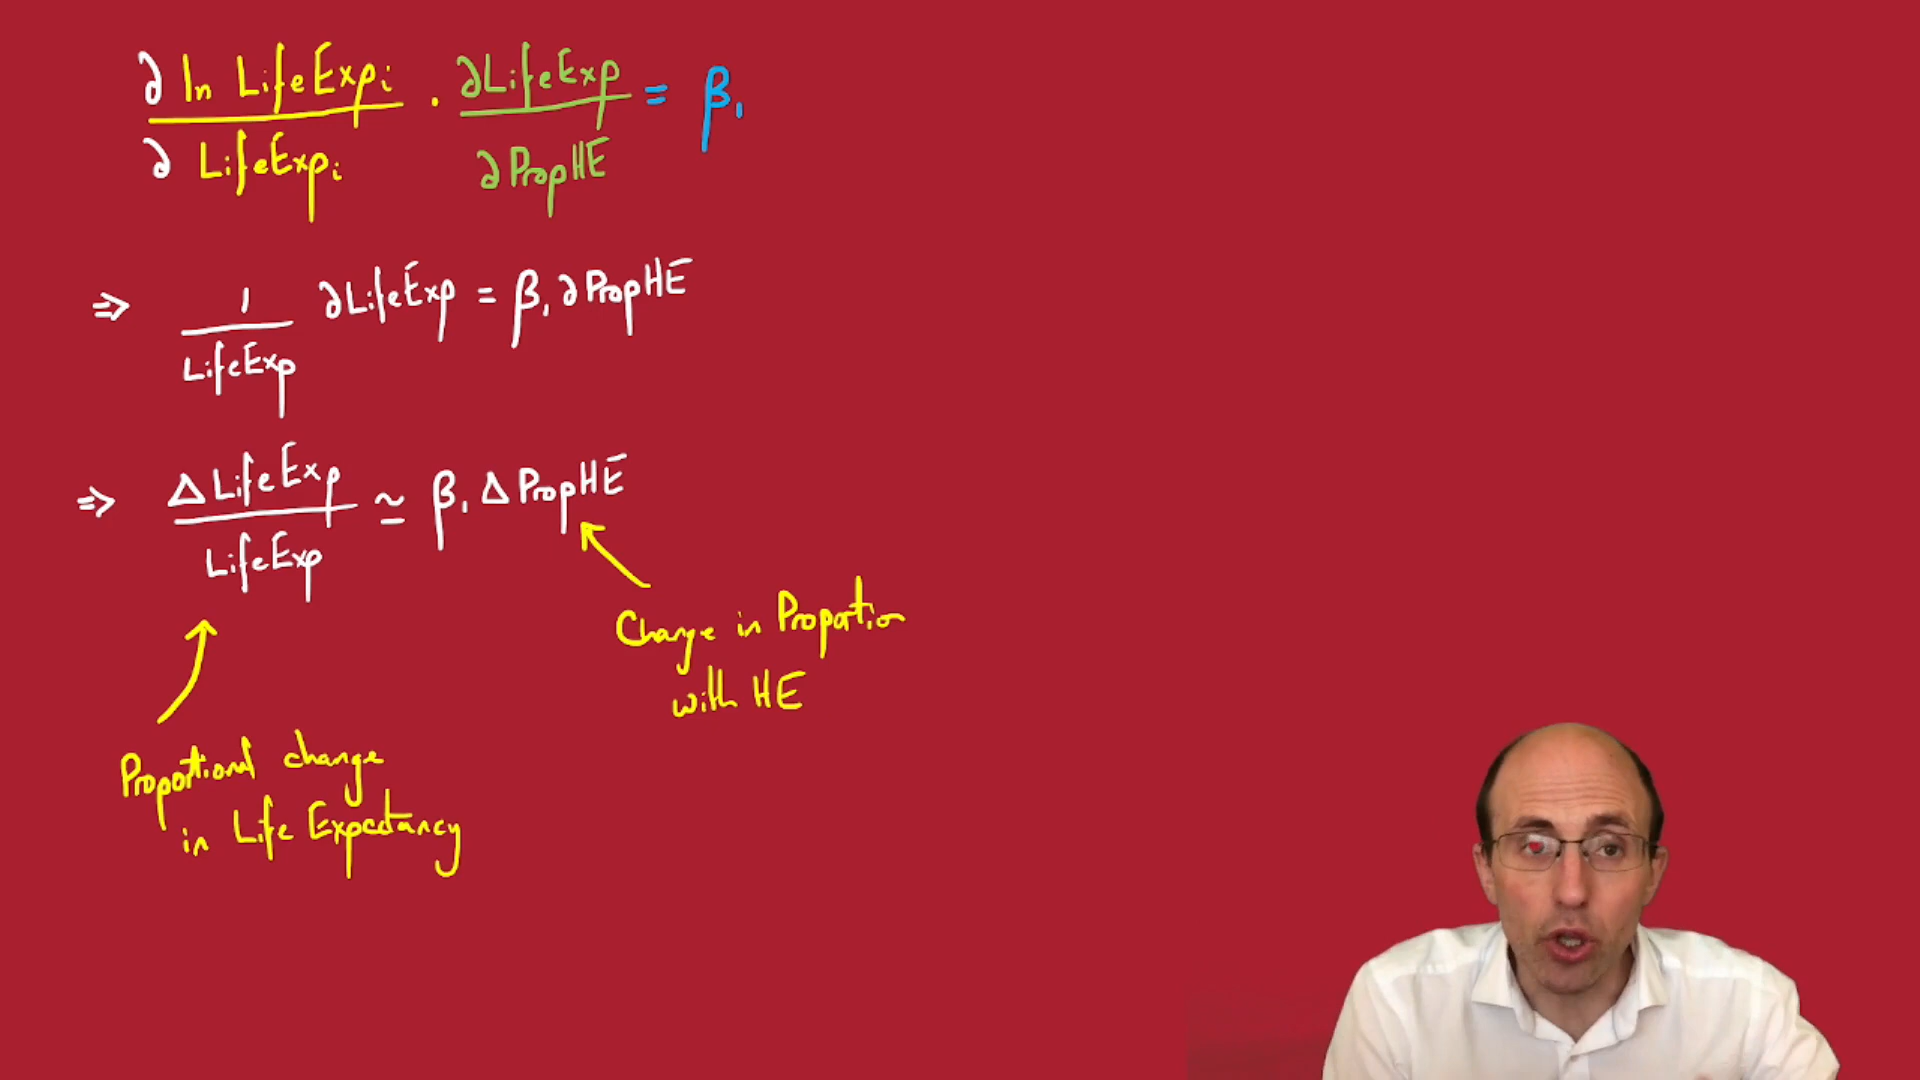 ∂ ln LifeExpi · ∂LifeExp = β1
∂ LifeExpi ∂PropHE
⇒ 1 ∂LifeExp = β1 ∂PropHE
LifeExp
⇒ ΔLifeExp ≃ β1 ΔPropHE
LifeExp
Change in Proportion
with HE
Proportional change
in Life Expectancy